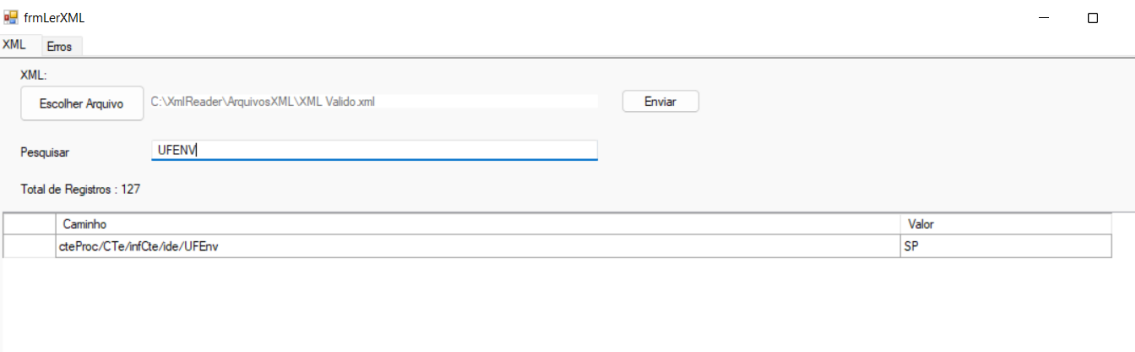 frmLerXML
XML Erros
XML:
Escolher Arquivo C:\XmlReader\ArquivosXML\XML Valido.xml Enviar
Pesquisar UFENV
Total de Registros : 127
Caminho Valor
cteProc/CTe/infCte/ide/UFEnv SP